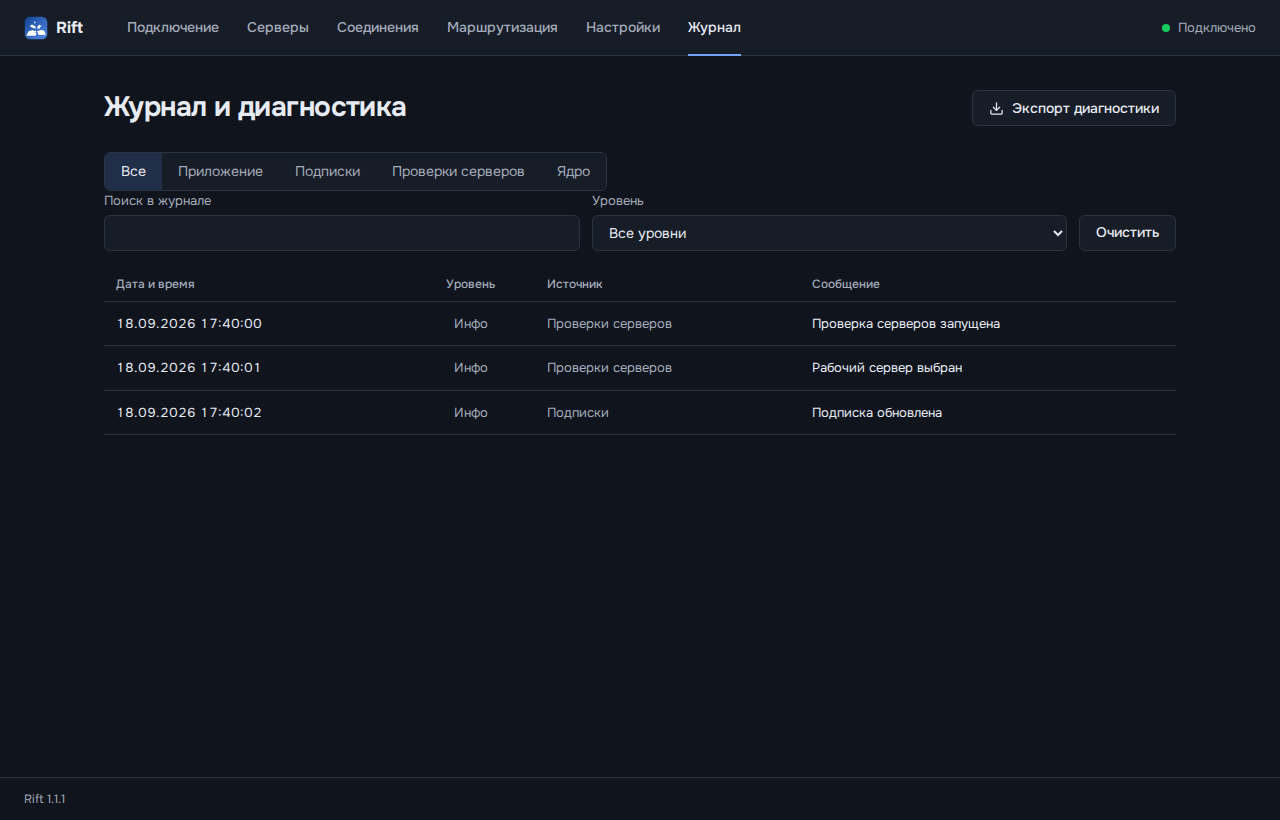 Rift Подключение Серверы Соединения Маршрутизация Настройки Журнал Подключено
Журнал и диагностика Экспорт диагностики
Все Приложение Подписки Проверки серверов Ядро
Поиск в журнале Уровень
Все уровни Очистить
Дата и время Уровень Источник Сообщение
18.09.2026 17:40:00 Инфо Проверки серверов Проверка серверов запущена
18.09.2026 17:40:01 Инфо Проверки серверов Рабочий сервер выбран
18.09.2026 17:40:02 Инфо Подписки Подписка обновлена
Rift 1.1.1